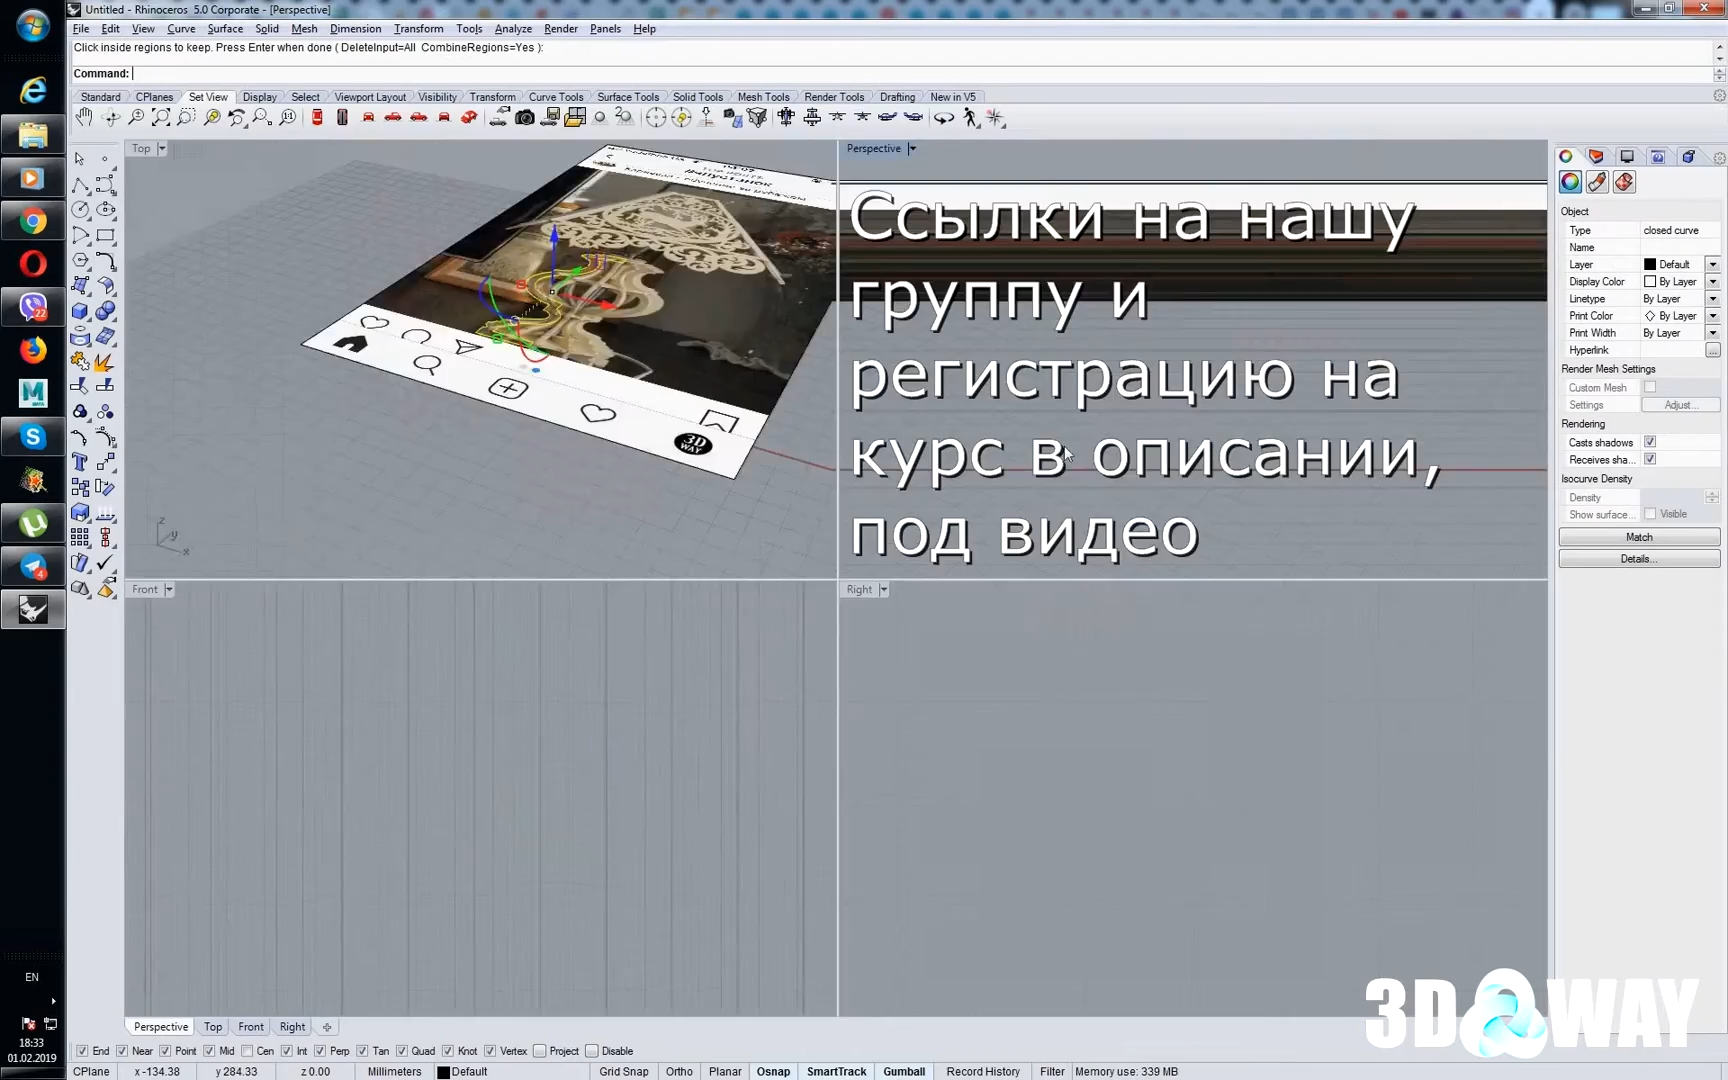 Untitled - Rhinoceros 5.0 Corporate - [Perspective]
File Edit View Curve Surface Solid Mesh Dimension Transform Tools Analyze Render Panels Help
Click inside regions to keep. Press Enter when done ( DeleteInput=All CombineRegions=Yes ):
Command:
Standard CPlanes Set View Display Select Viewport Layout Visibility Transform Curve Tools Surface Tools Solid Tools Mesh Tools Render Tools Drafting New in V5
Top
Perspective
Ссылки на нашу
группу и
регистрацию на
курс в описании,
под видео
3D
WAY
z
y
x
Front
Right
Object
Type closed curve
Name
Layer Default
Display Color By Layer
Linetype By Layer
Print Color By Layer
Print Width By Layer
Hyperlink ...
Render Mesh Settings
Custom Mesh
Settings Adjust...
Rendering
Casts shadows
Receives sha...
Isocurve Density
Density
Show surface... Visible
Match
Details...
22
4
EN
18:33
01.02.2019
3D WAY
Perspective Top Front Right
End Near Point Mid Cen Int Perp Tan Quad Knot Vertex Project Disable
CPlane x -134.38 y 284.33 z 0.00 Millimeters Default Grid Snap Ortho Planar Osnap SmartTrack Gumball Record History Filter Memory use: 339 MB